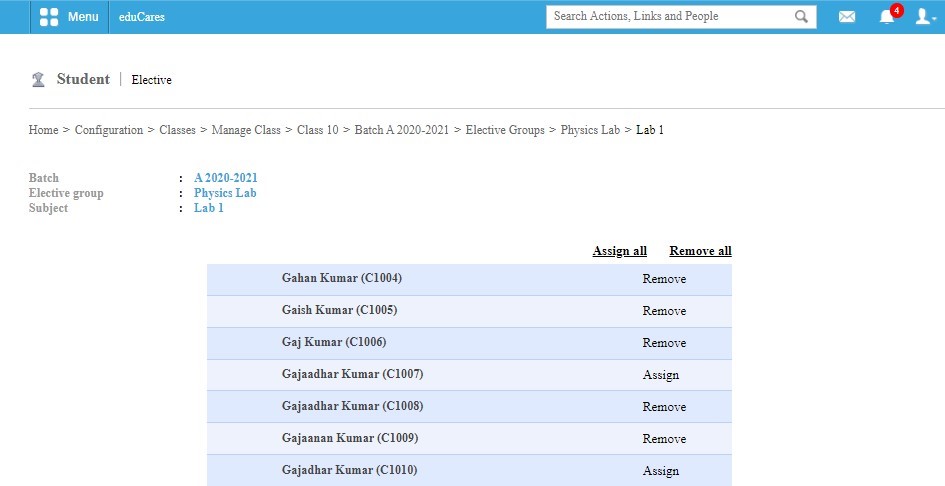 Menu eduCares Search Actions, Links and People 4
Student | Elective
Home > Configuration > Classes > Manage Class > Class 10 > Batch A 2020-2021 > Elective Groups > Physics Lab > Lab 1
Batch : A 2020-2021
Elective group : Physics Lab
Subject : Lab 1
Assign all Remove all
Gahan Kumar (C1004) Remove
Gaish Kumar (C1005) Remove
Gaj Kumar (C1006) Remove
Gajaadhar Kumar (C1007) Assign
Gajaadhar Kumar (C1008) Remove
Gajaanan Kumar (C1009) Remove
Gajadhar Kumar (C1010) Assign